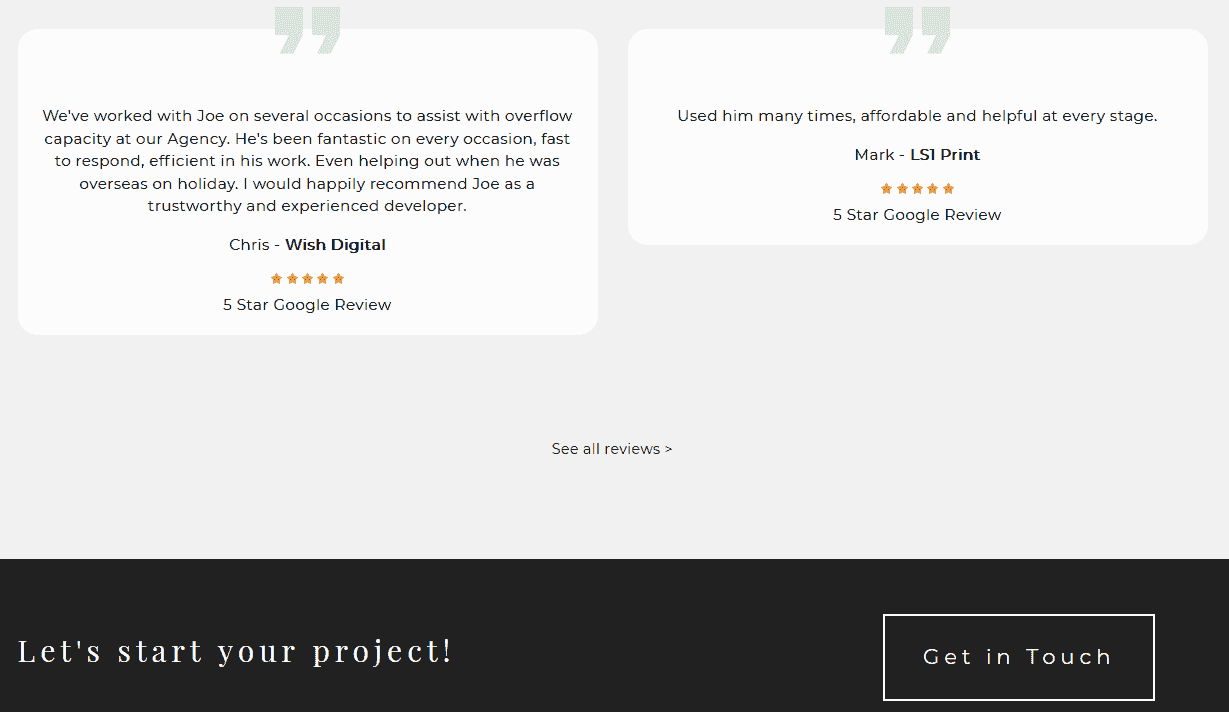 We've worked with Joe on several occasions to assist with overflow
capacity at our Agency. He's been fantastic on every occasion, fast
to respond, efficient in his work. Even helping out when he was
overseas on holiday. I would happily recommend Joe as a
trustworthy and experienced developer.
Chris - Wish Digital
5 Star Google Review
Used him many times, affordable and helpful at every stage.
Mark - LS1 Print
5 Star Google Review
See all reviews >
Let's start your project!
Get in Touch